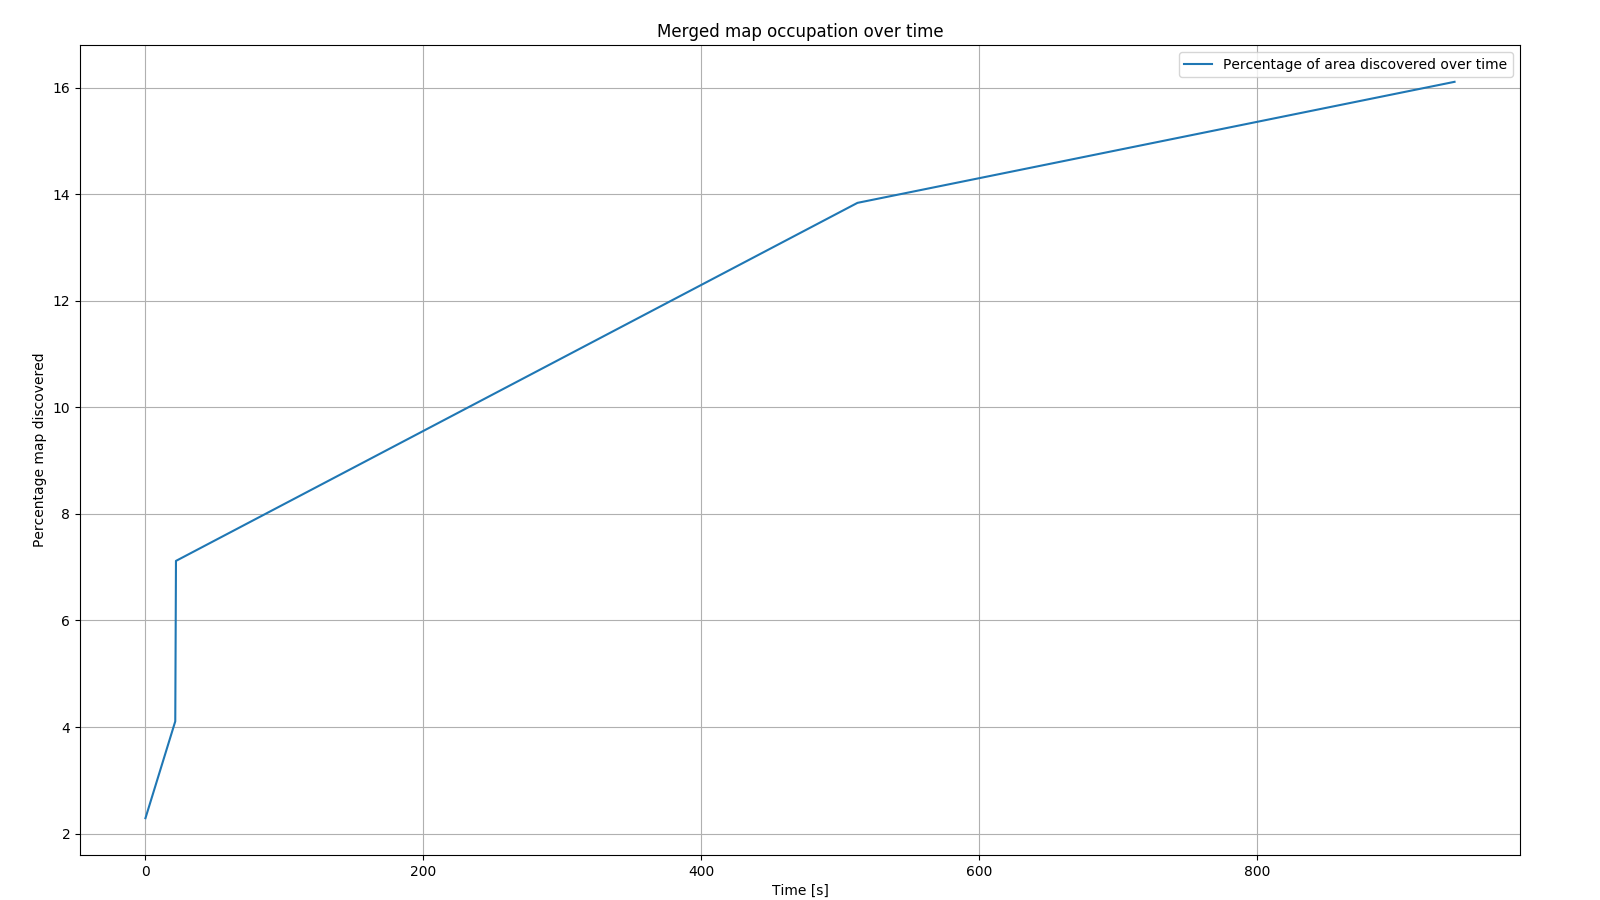 Merged map occupation over time
Percentage of area discovered over time
Percentage map discovered
16
14
12
10
8
6
4
2
0 200 400 600 800
Time [s]